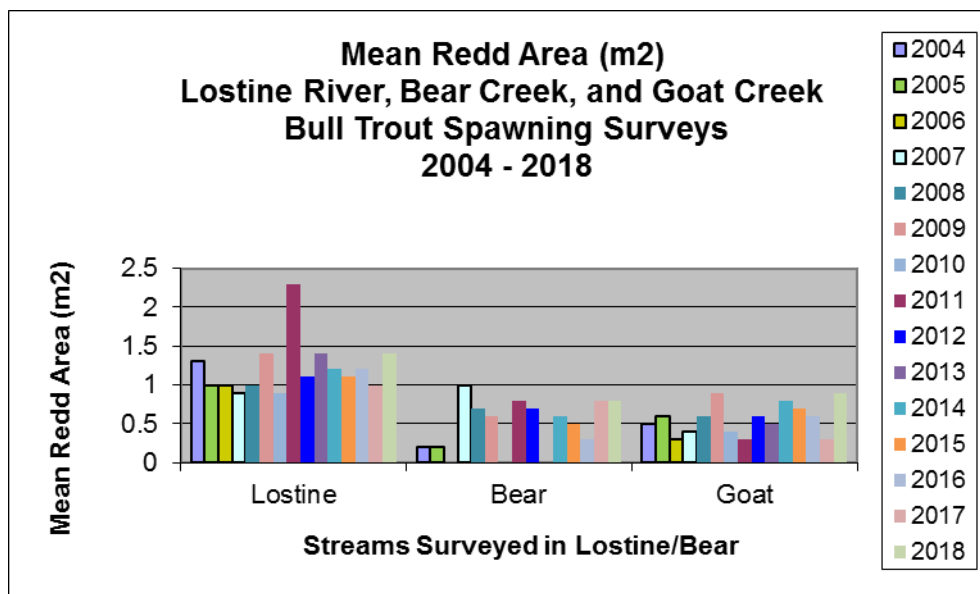 Mean Redd Area (m2)
Lostine River, Bear Creek, and Goat Creek
Bull Trout Spawning Surveys
2004 - 2018
Mean Redd Area (m2)
2.5
2
1.5
1
0.5
0
Lostine
Bear
Goat
Streams Surveyed in Lostine/Bear
2004
2005
2006
2007
2008
2009
2010
2011
2012
2013
2014
2015
2016
2017
2018